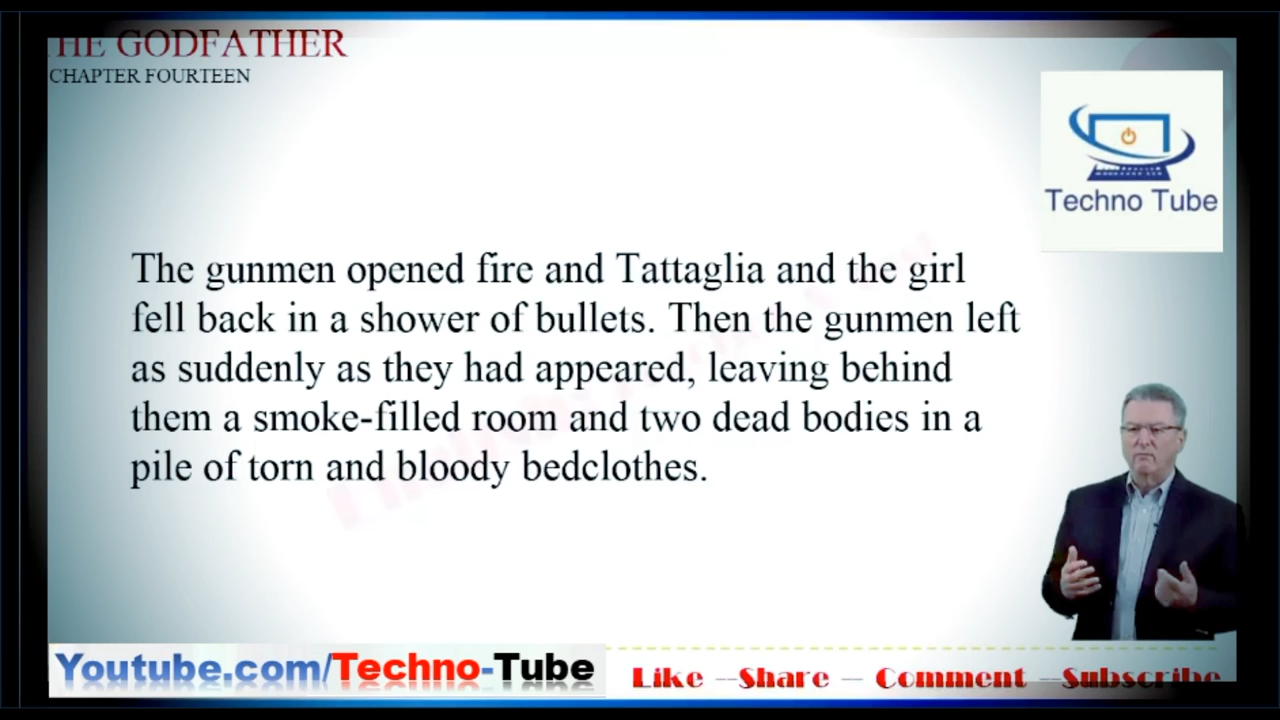 THE GODFATHER
CHAPTER FOURTEEN
Techno Tube
The gunmen opened fire and Tattaglia and the girl
fell back in a shower of bullets. Then the gunmen left
as suddenly as they had appeared, leaving behind
them a smoke-filled room and two dead bodies in a
pile of torn and bloody bedclothes.
Youtube.com/Techno-Tube
Like --Share -- Comment --Subscribe